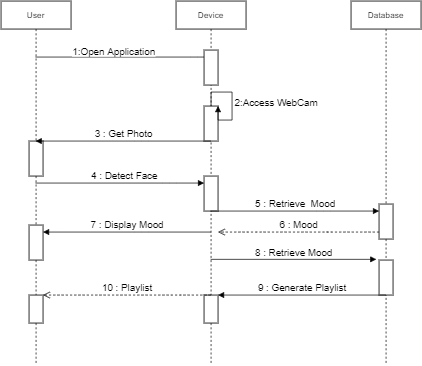 User
Device
Database
1:Open Application
2:Access WebCam
3 : Get Photo
4 : Detect Face
5 : Retrieve  Mood
6 : Mood
7 : Display Mood
8 : Retrieve Mood
9 : Generate Playlist
10 : Playlist